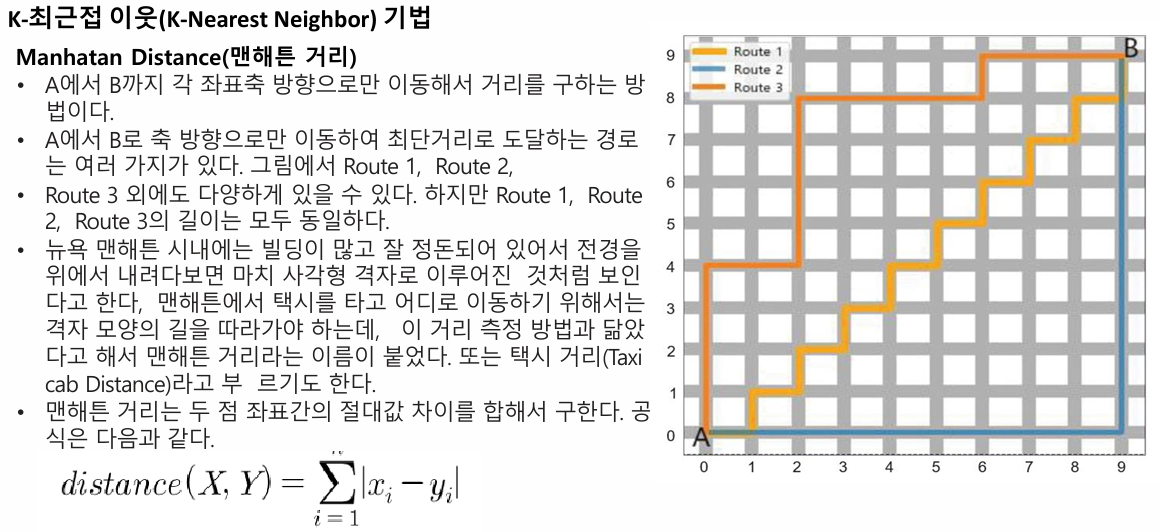 K-최근접 이웃(K-Nearest Neighbor) 기법
Manhatan Distance(맨해튼 거리)
• A에서 B까지 각 좌표축 방향으로만 이동해서 거리를 구하는 방
법이다.
• A에서 B로 축 방향으로만 이동하여 최단거리로 도달하는 경로
는 여러 가지가 있다. 그림에서 Route 1, Route 2,
• Route 3 외에도 다양하게 있을 수 있다. 하지만 Route 1, Route
2, Route 3의 길이는 모두 동일하다.
• 뉴욕 맨해튼 시내에는 빌딩이 많고 잘 정돈되어 있어서 전경을
위에서 내려다보면 마치 사각형 격자로 이루어진 것처럼 보인
다고 한다, 맨해튼에서 택시를 타고 어디로 이동하기 위해서는
격자 모양의 길을 따라가야 하는데, 이 거리 측정 방법과 닮았
다고 해서 맨해튼 거리라는 이름이 붙었다. 또는 택시 거리(Taxi
cab Distance)라고 부 르기도 한다.
• 맨해튼 거리는 두 점 좌표간의 절대값 차이를 합해서 구한다. 공
식은 다음과 같다.
distance(X, Y) = ∑|xᵢ − yᵢ|
i = 1
Route 1
Route 2
Route 3
B
9
8
7
6
5
4
3
2
1
0
A
0 1 2 3 4 5 6 7 8 9